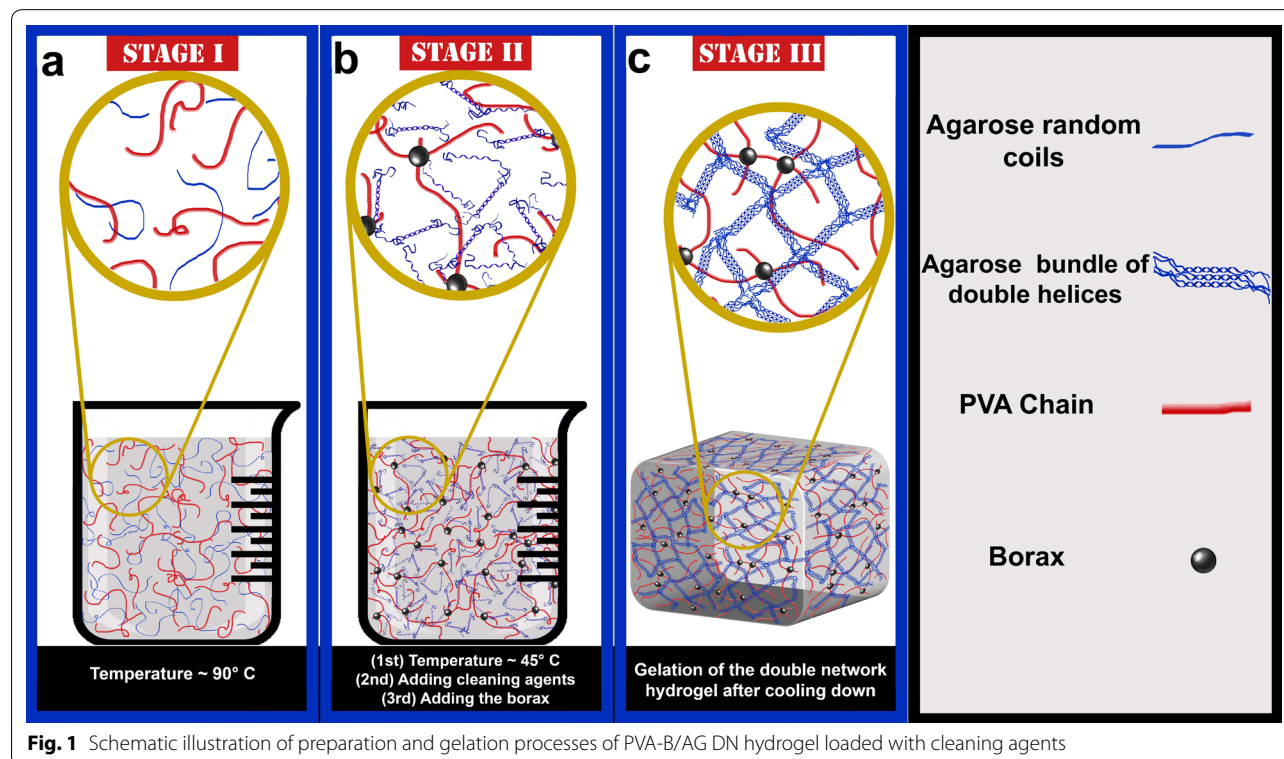 a
STAGE I
b
STAGE II
c
STAGE III
Temperature ~ 90° C
(1st) Temperature ~ 45° C
(2nd) Adding cleaning agents
(3rd) Adding the borax
Gelation of the double network
hydrogel after cooling down
Agarose random
coils
Agarose bundle of
double helices
PVA Chain
Borax
Fig. 1 Schematic illustration of preparation and gelation processes of PVA-B/AG DN hydrogel loaded with cleaning agents